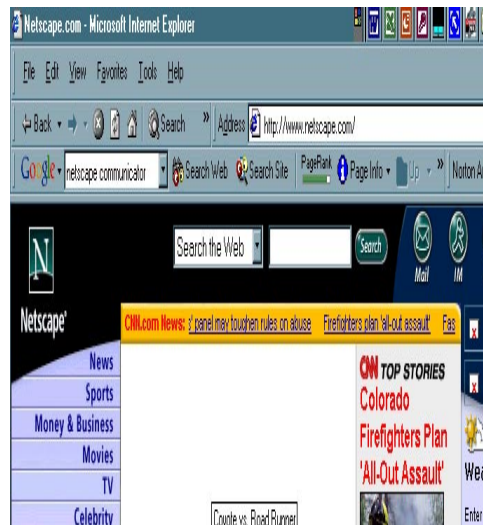 Netscape.com - Microsoft Internet Explorer
File Edit View Favorites Tools Help
Back Search » Address http://www.netscape.com/
Google netscape communicator Search Web Search Site PageRank Page Info Up » Norton
N Search the Web Search
Mail IM
Netscape
CNN.com News: s' panel may toughen rules on abuse Firefighters plan 'all-out assault' Fas
News
Sports
Money & Business
Movies
TV
Celebrity
CNN TOP STORIES
Colorado
Firefighters Plan
'All-Out Assault'
Coyote vs. Road Runner
Wea
Enter